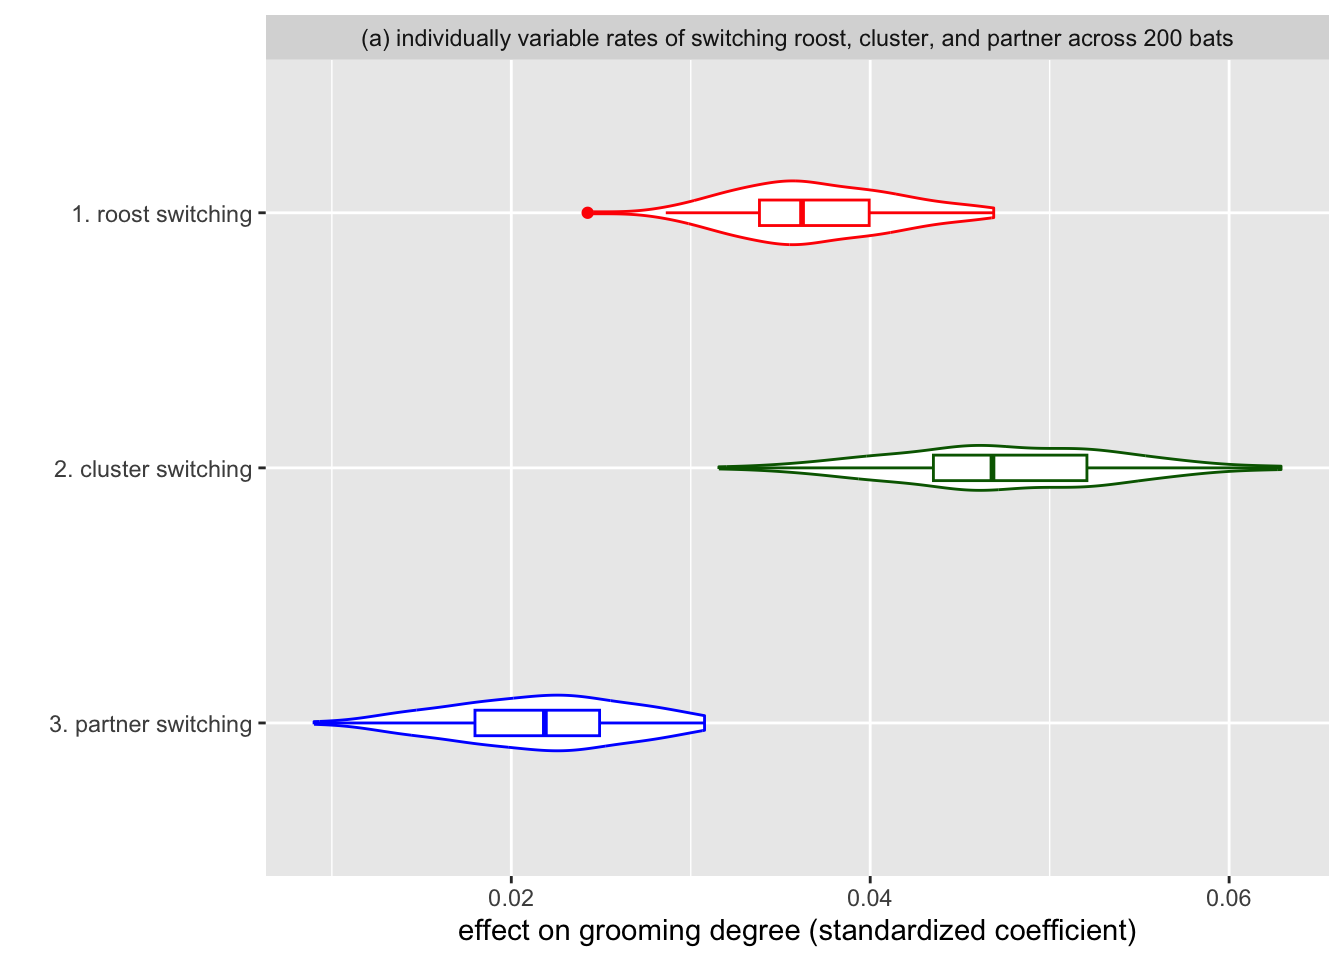 (a) individually variable rates of switching roost, cluster, and partner across 200 bats
1. roost switching
2. cluster switching
3. partner switching
0.02 0.04 0.06
effect on grooming degree (standardized coefficient)